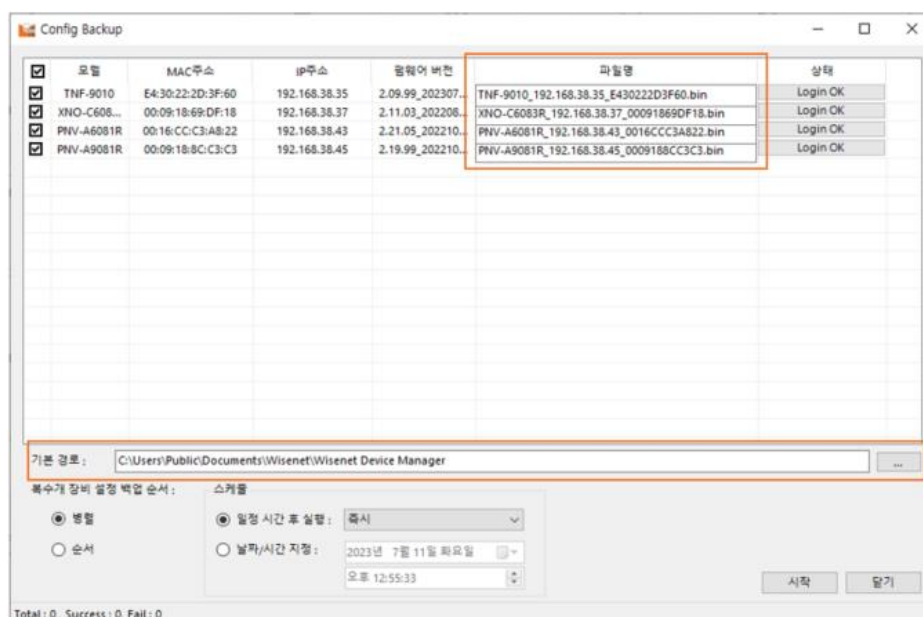 Config Backup
모델 MAC주소 IP주소 펌웨어 버전 파일명 상태
TNF-9010 E4:30:22:2D:3F:60 192.168.38.35 2.09.99_202307... TNF-9010_192.168.38.35_E430222D3F60.bin Login OK
XNO-C608... 00:09:18:69:DF:18 192.168.38.37 2.11.03_202208... XNO-C6083R_192.168.38.37_00091869DF18.bin Login OK
PNV-A6081R 00:16:CC:C3:A8:22 192.168.38.43 2.21.05_202210... PNV-A6081R_192.168.38.43_0016CCC3A822.bin Login OK
PNV-A9081R 00:09:18:8C:C3:C3 192.168.38.45 2.19.99_202210... PNV-A9081R_192.168.38.45_0009188CC3C3.bin Login OK
기본 경로 : C:\Users\Public\Documents\Wisenet\Wisenet Device Manager ...
복수개 장비 설정 백업 순서 : 스케쥴
병렬 일정 시간 후 실행 : 즉시
순서 날짜/시간 지정 : 2023년 7월 11일 화요일
오후 12:55:33
시작 닫기
Total : 0, Success : 0, Fail : 0